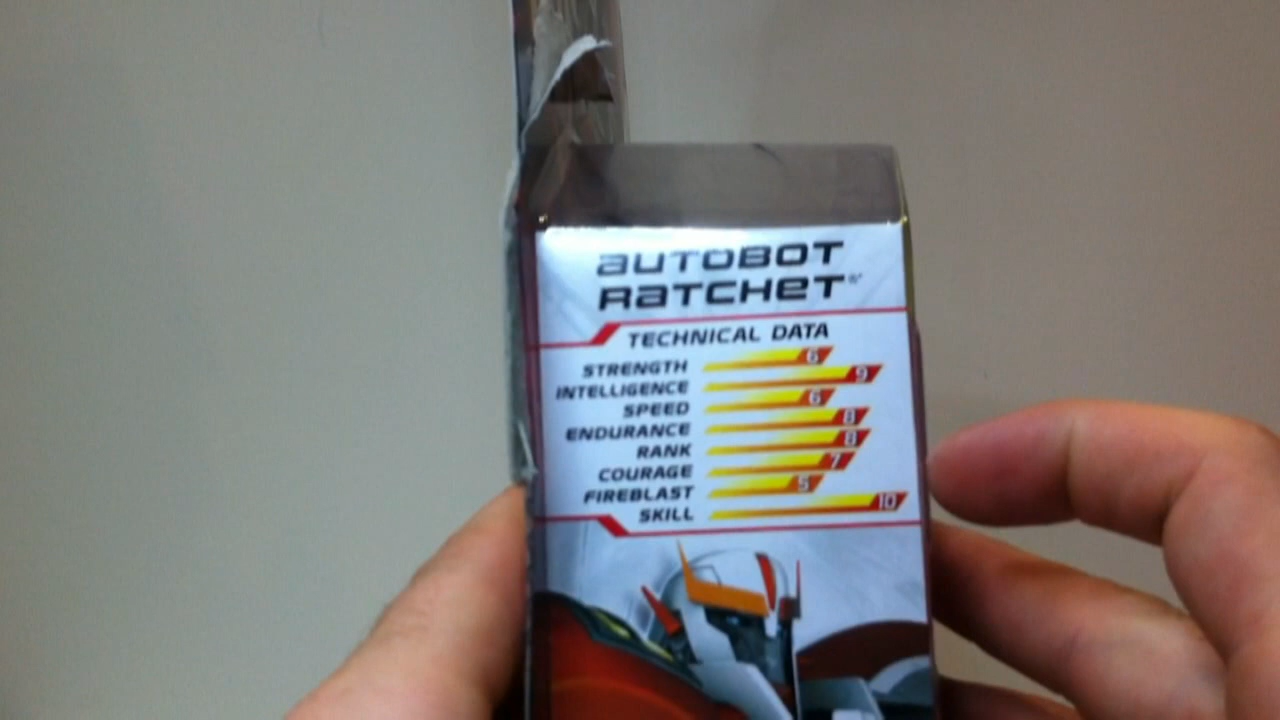 AUTOBOT
RATCHET®
TECHNICAL DATA
STRENGTH 6
INTELLIGENCE 9
SPEED 6
ENDURANCE 8
RANK 8
COURAGE 7
FIREBLAST 5
SKILL 10